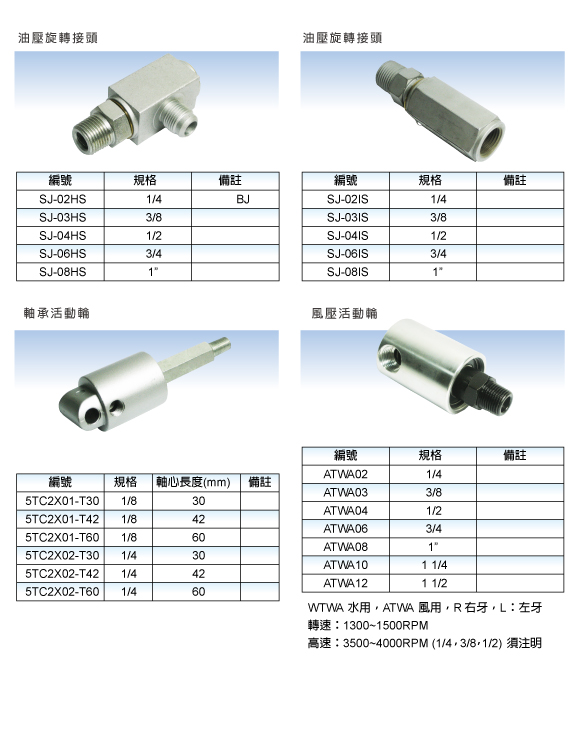 油壓旋轉接頭
編號 規格 備註
SJ-02HS 1/4 BJ
SJ-03HS 3/8
SJ-04HS 1/2
SJ-06HS 3/4
SJ-08HS 1”
油壓旋轉接頭
編號 規格 備註
SJ-02IS 1/4
SJ-03IS 3/8
SJ-04IS 1/2
SJ-06IS 3/4
SJ-08IS 1”
軸承活動輪
編號 規格 軸心長度(mm) 備註
5TC2X01-T30 1/8 30
5TC2X01-T42 1/8 42
5TC2X01-T60 1/8 60
5TC2X02-T30 1/4 30
5TC2X02-T42 1/4 42
5TC2X02-T60 1/4 60
風壓活動輪
編號 規格 備註
ATWA02 1/4
ATWA03 3/8
ATWA04 1/2
ATWA06 3/4
ATWA08 1”
ATWA10 1 1/4
ATWA12 1 1/2
WTWA 水用，ATWA 風用，R右牙，L：左牙
轉速：1300~1500RPM
高速：3500~4000RPM (1/4，3/8，1/2) 須注明